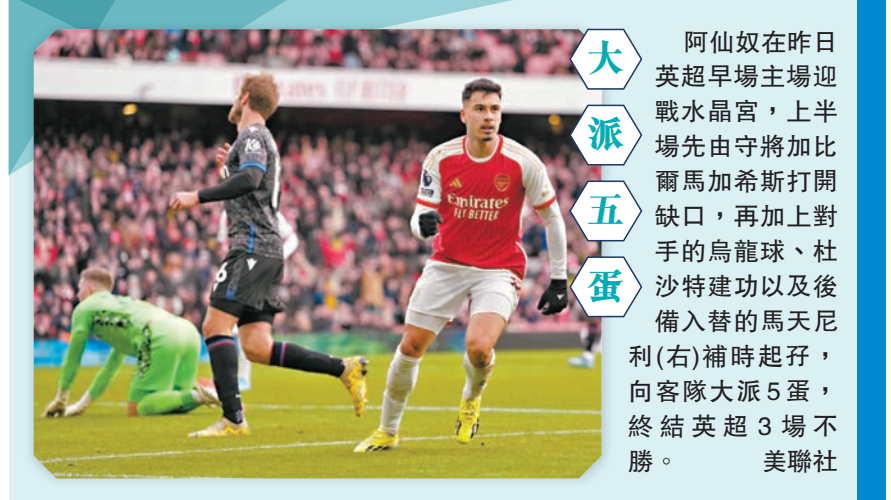 大
派
五
蛋
阿仙奴在昨日
英超早場主場迎
戰水晶宮，上半
場先由守將加比
爾馬加希斯打開
缺口，再加上對
手的烏龍球、杜
沙特建功以及後
備入替的馬天尼
利(右)補時起孖，
向客隊大派5蛋，
終結英超3場不
勝。 美聯社
Emirates
FLY BETTER